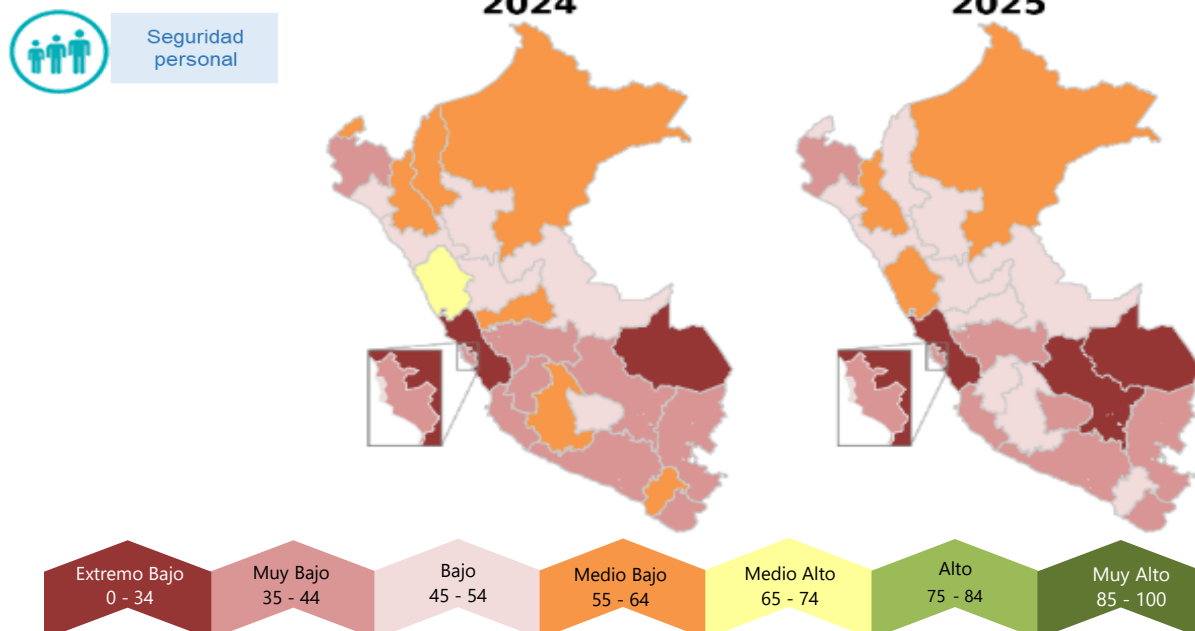 2024
2025
Seguridad
personal
Extremo Bajo
0 - 34
Muy Bajo
35 - 44
Bajo
45 - 54
Medio Bajo
55 - 64
Medio Alto
65 - 74
Alto
75 - 84
Muy Alto
85 - 100